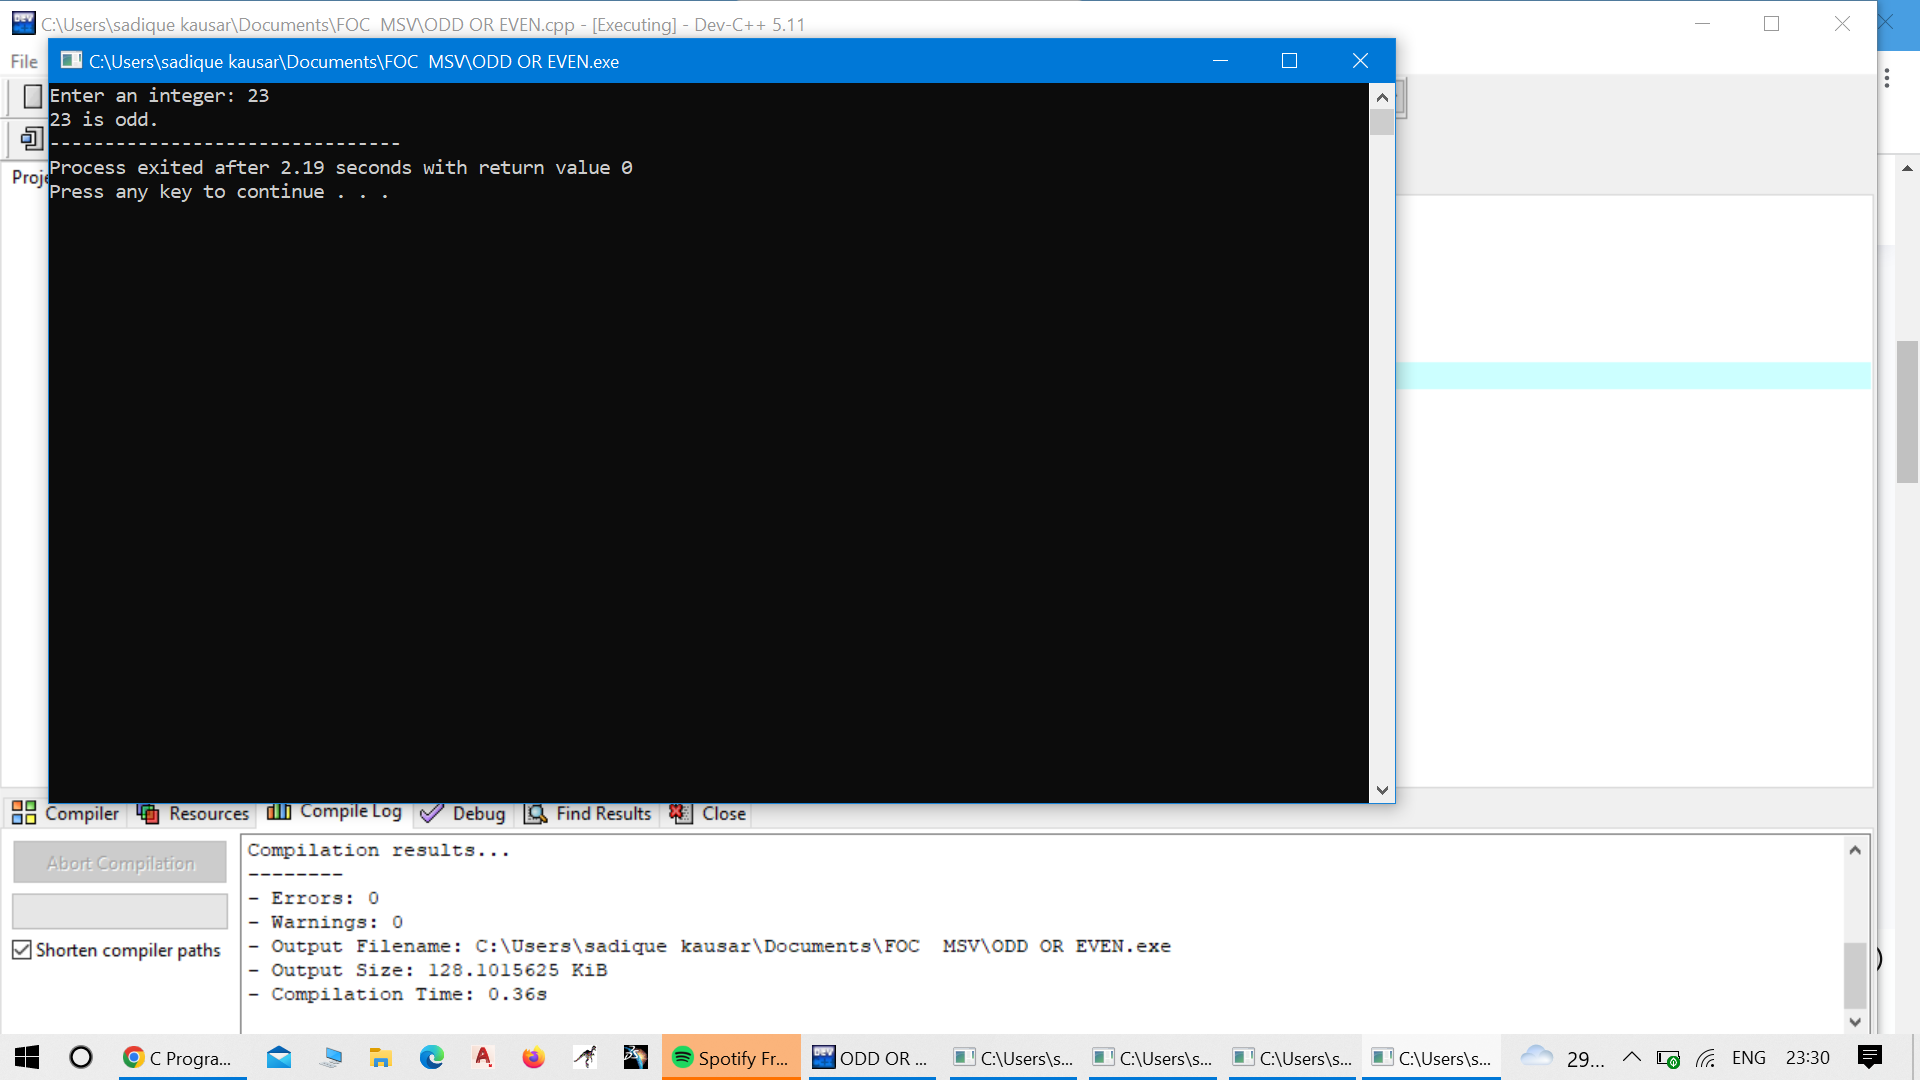 C:\Users\sadique kausar\Documents\FOC  MSV\ODD OR EVEN.cpp - [Executing] - Dev-C++ 5.11
File
C:\Users\sadique kausar\Documents\FOC  MSV\ODD OR EVEN.exe
Enter an integer: 23
23 is odd.
--------------------------------
Process exited after 2.19 seconds with return value 0
Press any key to continue . . .
Proje
Compiler Resources Compile Log Debug Find Results Close
Abort Compilation
Shorten compiler paths
Compilation results...
--------
- Errors: 0
- Warnings: 0
- Output Filename: C:\Users\sadique kausar\Documents\FOC  MSV\ODD OR EVEN.exe
- Output Size: 128.1015625 KiB
- Compilation Time: 0.36s
C Progra... Spotify Fr... DEV ODD OR ... C:\Users\s... C:\Users\s... C:\Users\s... C:\Users\s... 29... ENG 23:30